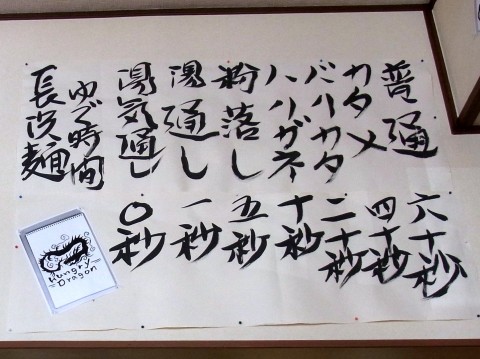 普通 六十秒
カタメ 四十秒
バリカタ 二十秒
ハリガネ 十秒
粉落し 五秒
湯通し 一秒
湯気通し 〇秒
ゆで時間
長浜麺
Hungry
Dragon